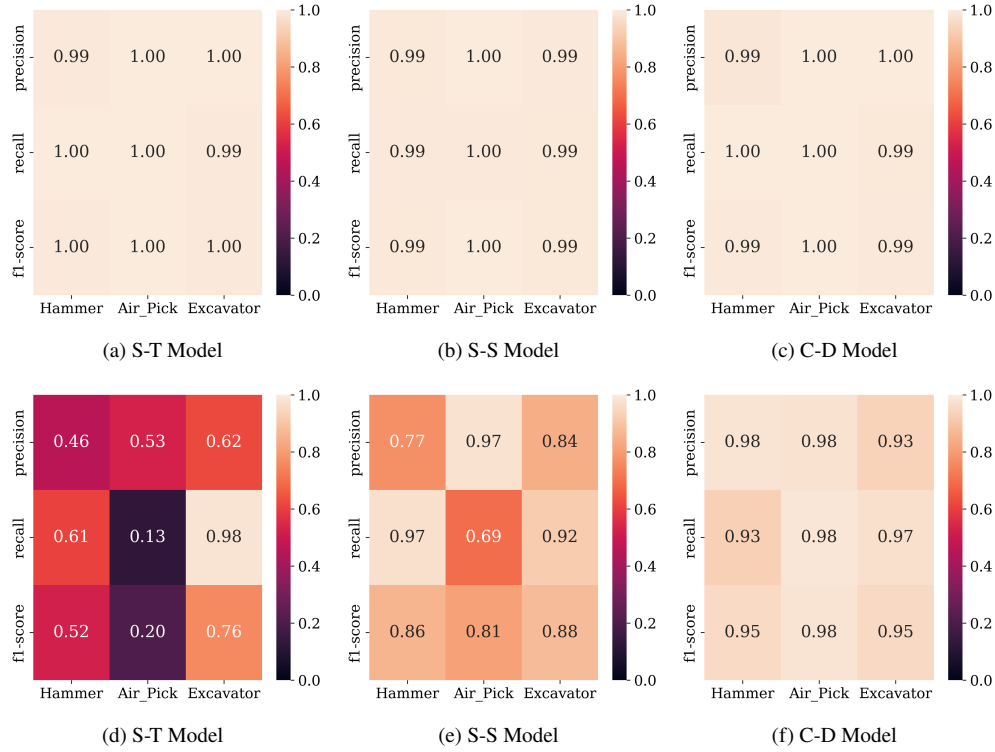 precision
recall
f1-score
0.99 1.00 1.00
1.00 1.00 0.99
1.00 1.00 1.00
Hammer Air_Pick Excavator
1.0
0.8
0.6
0.4
0.2
0.0
(a) S-T Model
precision
recall
f1-score
0.99 1.00 0.99
0.99 1.00 0.99
0.99 1.00 0.99
Hammer Air_Pick Excavator
1.0
0.8
0.6
0.4
0.2
0.0
(b) S-S Model
precision
recall
f1-score
0.99 1.00 1.00
1.00 1.00 0.99
0.99 1.00 0.99
Hammer Air_Pick Excavator
1.0
0.8
0.6
0.4
0.2
0.0
(c) C-D Model
precision
recall
f1-score
0.46 0.53 0.62
0.61 0.13 0.98
0.52 0.20 0.76
Hammer Air_Pick Excavator
1.0
0.8
0.6
0.4
0.2
0.0
(d) S-T Model
precision
recall
f1-score
0.77 0.97 0.84
0.97 0.69 0.92
0.86 0.81 0.88
Hammer Air_Pick Excavator
1.0
0.8
0.6
0.4
0.2
0.0
(e) S-S Model
precision
recall
f1-score
0.98 0.98 0.93
0.93 0.98 0.97
0.95 0.98 0.95
Hammer Air_Pick Excavator
1.0
0.8
0.6
0.4
0.2
0.0
(f) C-D Model